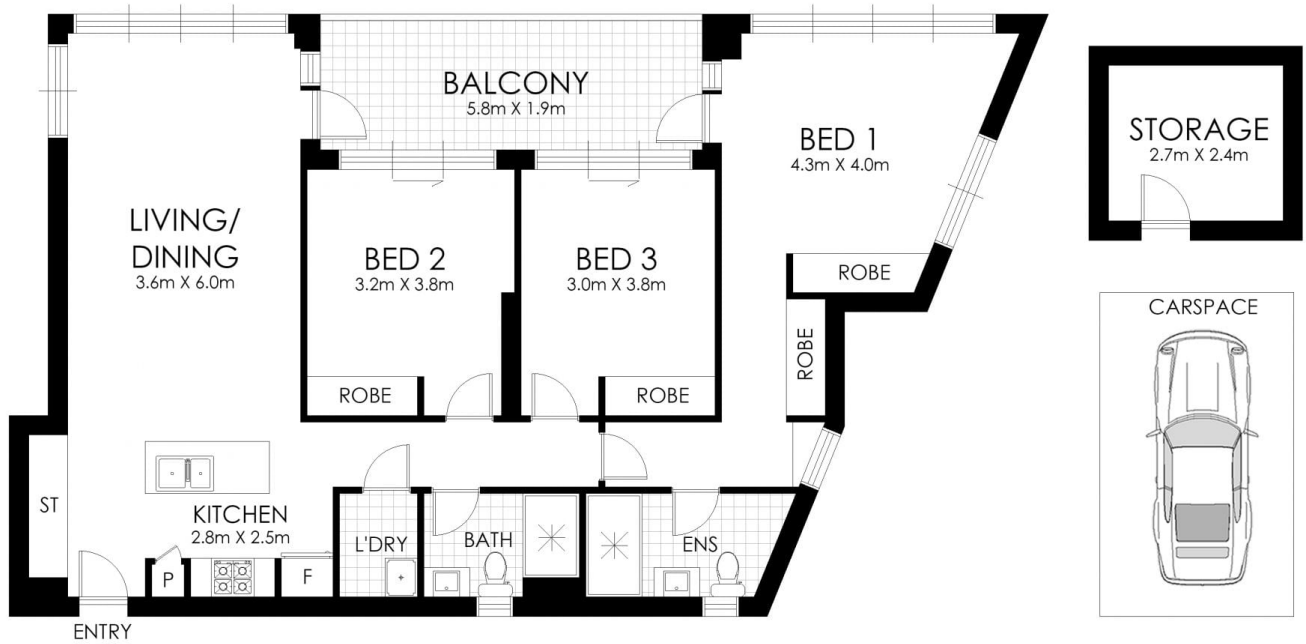 BALCONY
5.8m X 1.9m
BED 1
4.3m X 4.0m
STORAGE
2.7m X 2.4m
LIVING/
DINING
3.6m X 6.0m
BED 2
3.2m X 3.8m
BED 3
3.0m X 3.8m
ROBE
CARSPACE
ROBE
ROBE
ROBE
ST
KITCHEN
2.8m X 2.5m
L'DRY
BATH
ENS
P
F
ENTRY